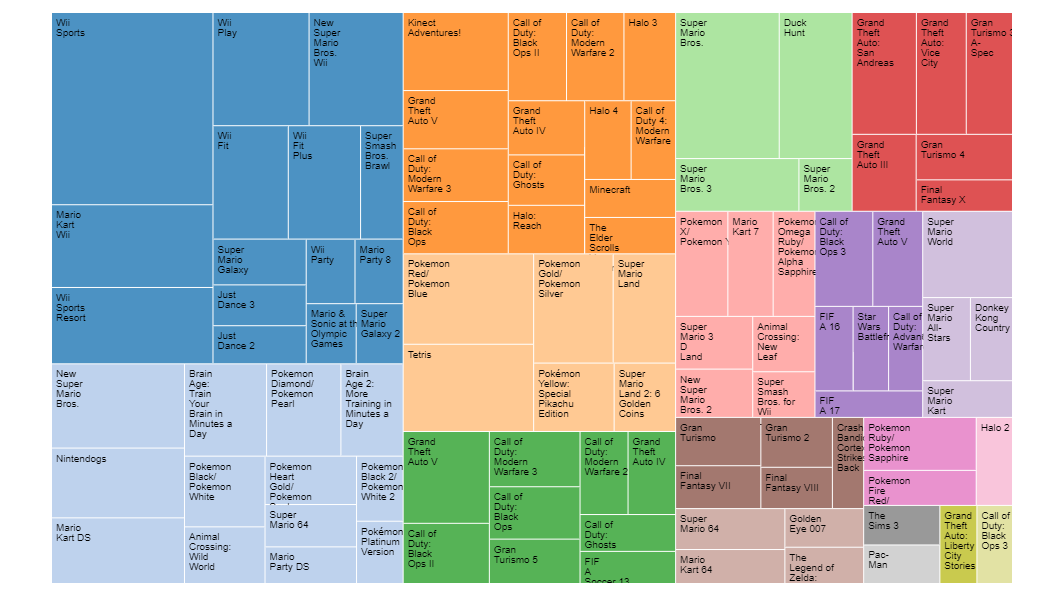 Wii
Sports
Mario
Kart
Wii
Wii
Sports
Resort
Wii
Play
New
Super
Mario
Bros.
Wii
Wii
Fit
Wii
Fit
Plus
Super
Smash
Bros.
Brawl
Super
Mario
Galaxy
Just
Dance 3
Just
Dance 2
Wii
Party
Mario
Party 8
Mario &
Sonic at th
Olympic
Games
Super
Mario
Galaxy 2
Kinect
Adventures!
Grand
Theft
Auto V
Call of
Duty:
Modern
Warfare 3
Call of
Duty:
Black
Ops
Call of
Duty:
Black
Ops II
Call of
Duty:
Modern
Warfare 2
Halo 3
Grand
Theft
Auto IV
Call of
Duty:
Ghosts
Halo:
Reach
Halo 4
Call of
Duty 4:
Modern
Warfare
Minecraft
The
Elder
Scrolls
Super
Mario
Bros.
Duck
Hunt
Super
Mario
Bros. 3
Super
Mario
Bros. 2
Grand
Theft
Auto:
San
Andreas
Grand
Theft
Auto:
Vice
City
Gran
Turismo 3
A-
Spec
Grand
Theft
Auto III
Gran
Turismo 4
Final
Fantasy X
New
Super
Mario
Bros.
Nintendogs
Mario
Kart DS
Brain
Age:
Train
Your
Brain in
Minutes a
Day
Pokemon
Diamond/
Pokemon
Pearl
Brain
Age 2:
More
Training in
Minutes a
Day
Pokemon
Black/
Pokemon
White
Animal
Crossing:
Wild
World
Pokemon
Heart
Gold/
Pokemon
Super
Mario 64
Mario
Party DS
Pokemon
Black 2/
Pokemon
White 2
Pokémon
Platinum
Version
Pokemon
Red/
Pokemon
Blue
Tetris
Pokemon
Gold/
Pokemon
Silver
Super
Mario
Land
Pokémon
Yellow:
Special
Pikachu
Edition
Super
Mario
Land 2: 6
Golden
Coins
Grand
Theft
Auto V
Call of
Duty:
Black
Ops II
Call of
Duty:
Modern
Warfare 3
Call of
Duty:
Black
Ops
Gran
Turismo 5
Call of
Duty:
Modern
Warfare 2
Grand
Theft
Auto IV
Call of
Duty:
Ghosts
FIF
A
Soccer 13
Pokemon
X/
Pokemon Y
Mario
Kart 7
Pokemo
Omega
Ruby/
Pokemo
Alpha
Sapphire
Super
Mario 3
D
Land
New
Super
Mario
Bros. 2
Animal
Crossing:
New
Leaf
Super
Smash
Bros. for
Wii
Call of
Duty:
Black
Ops 3
Grand
Theft
Auto V
FIF
A 16
Star
Wars
Battlefr
Call of
Duty:
Advan
Warfar
FIF
A 17
Super
Mario
World
Super
Mario
All-
Stars
Donkey
Kong
Country
Super
Mario
Kart
Gran
Turismo
Final
Fantasy VII
Gran
Turismo 2
Final
Fantasy VIII
Crash
Bandic
Cortex
Strikes
Back
Super
Mario 64
Mario
Kart 64
Golden
Eye 007
The
Legend of
Zelda:
Pokemon
Ruby/
Pokemon
Sapphire
Pokemon
Fire
Red/
Halo 2
The
Sims 3
Pac-
Man
Grand
Theft
Auto:
Liberty
City
Stories
Call of
Duty:
Black
Ops 3